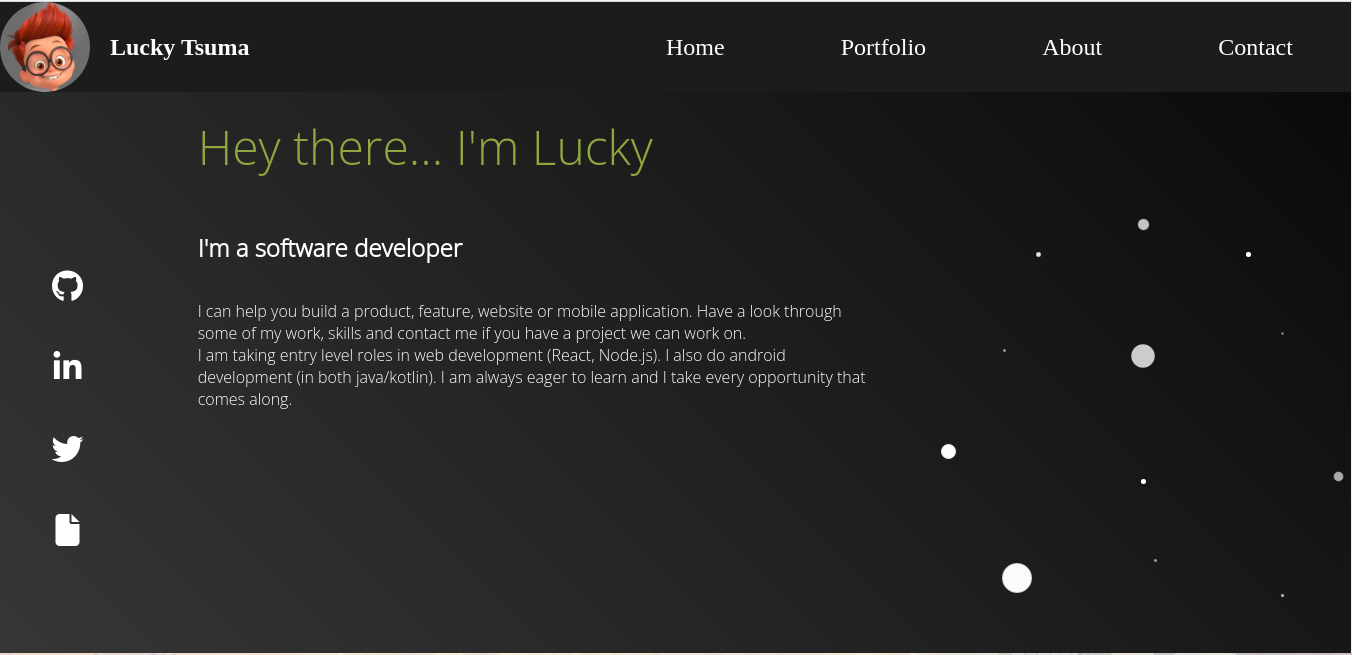 Lucky Tsuma
Home
Portfolio
About
Contact
Hey there... I'm Lucky
I'm a software developer
I can help you build a product, feature, website or mobile application. Have a look through
some of my work, skills and contact me if you have a project we can work on.
I am taking entry level roles in web development (React, Node.js). I also do android
development (in both java/kotlin). I am always eager to learn and I take every opportunity that
comes along.